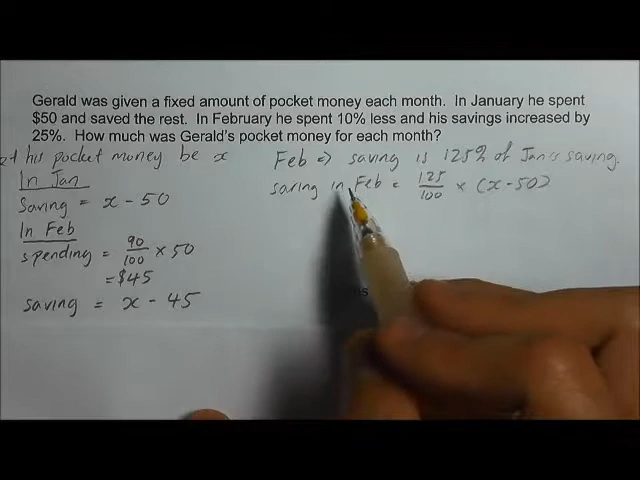 Gerald was given a fixed amount of pocket money each month. In January he spent
$50 and saved the rest. In February he spent 10% less and his savings increased by
25%. How much was Gerald's pocket money for each month?
his pocket money be x
In Jan
Saving = x - 50
In Feb
spending = 90/100 × 50
= $45
saving = x - 45
Feb => saving is 125% of Jan's saving.
saving in Feb = 125/100 × (x - 50)